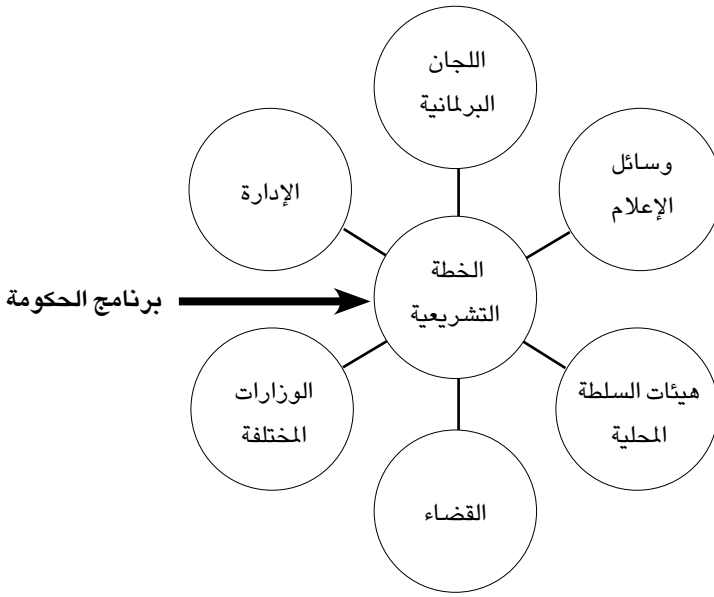 اللجان
البرلمانية
وسائل
الإعلام
الإدارة
الخطة
التشريعية
برنامج الحكومة
هيئات السلطة
المحلية
الوزارات
المختلفة
القضاء